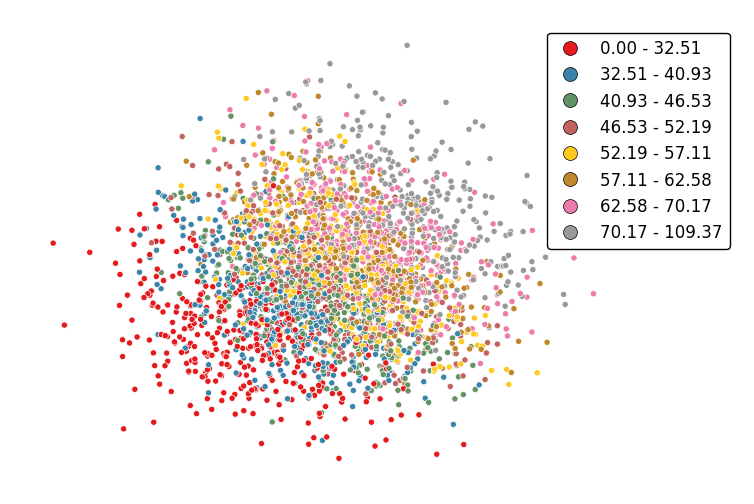 0.00 - 32.51
32.51 - 40.93
40.93 - 46.53
46.53 - 52.19
52.19 - 57.11
57.11 - 62.58
62.58 - 70.17
70.17 - 109.37